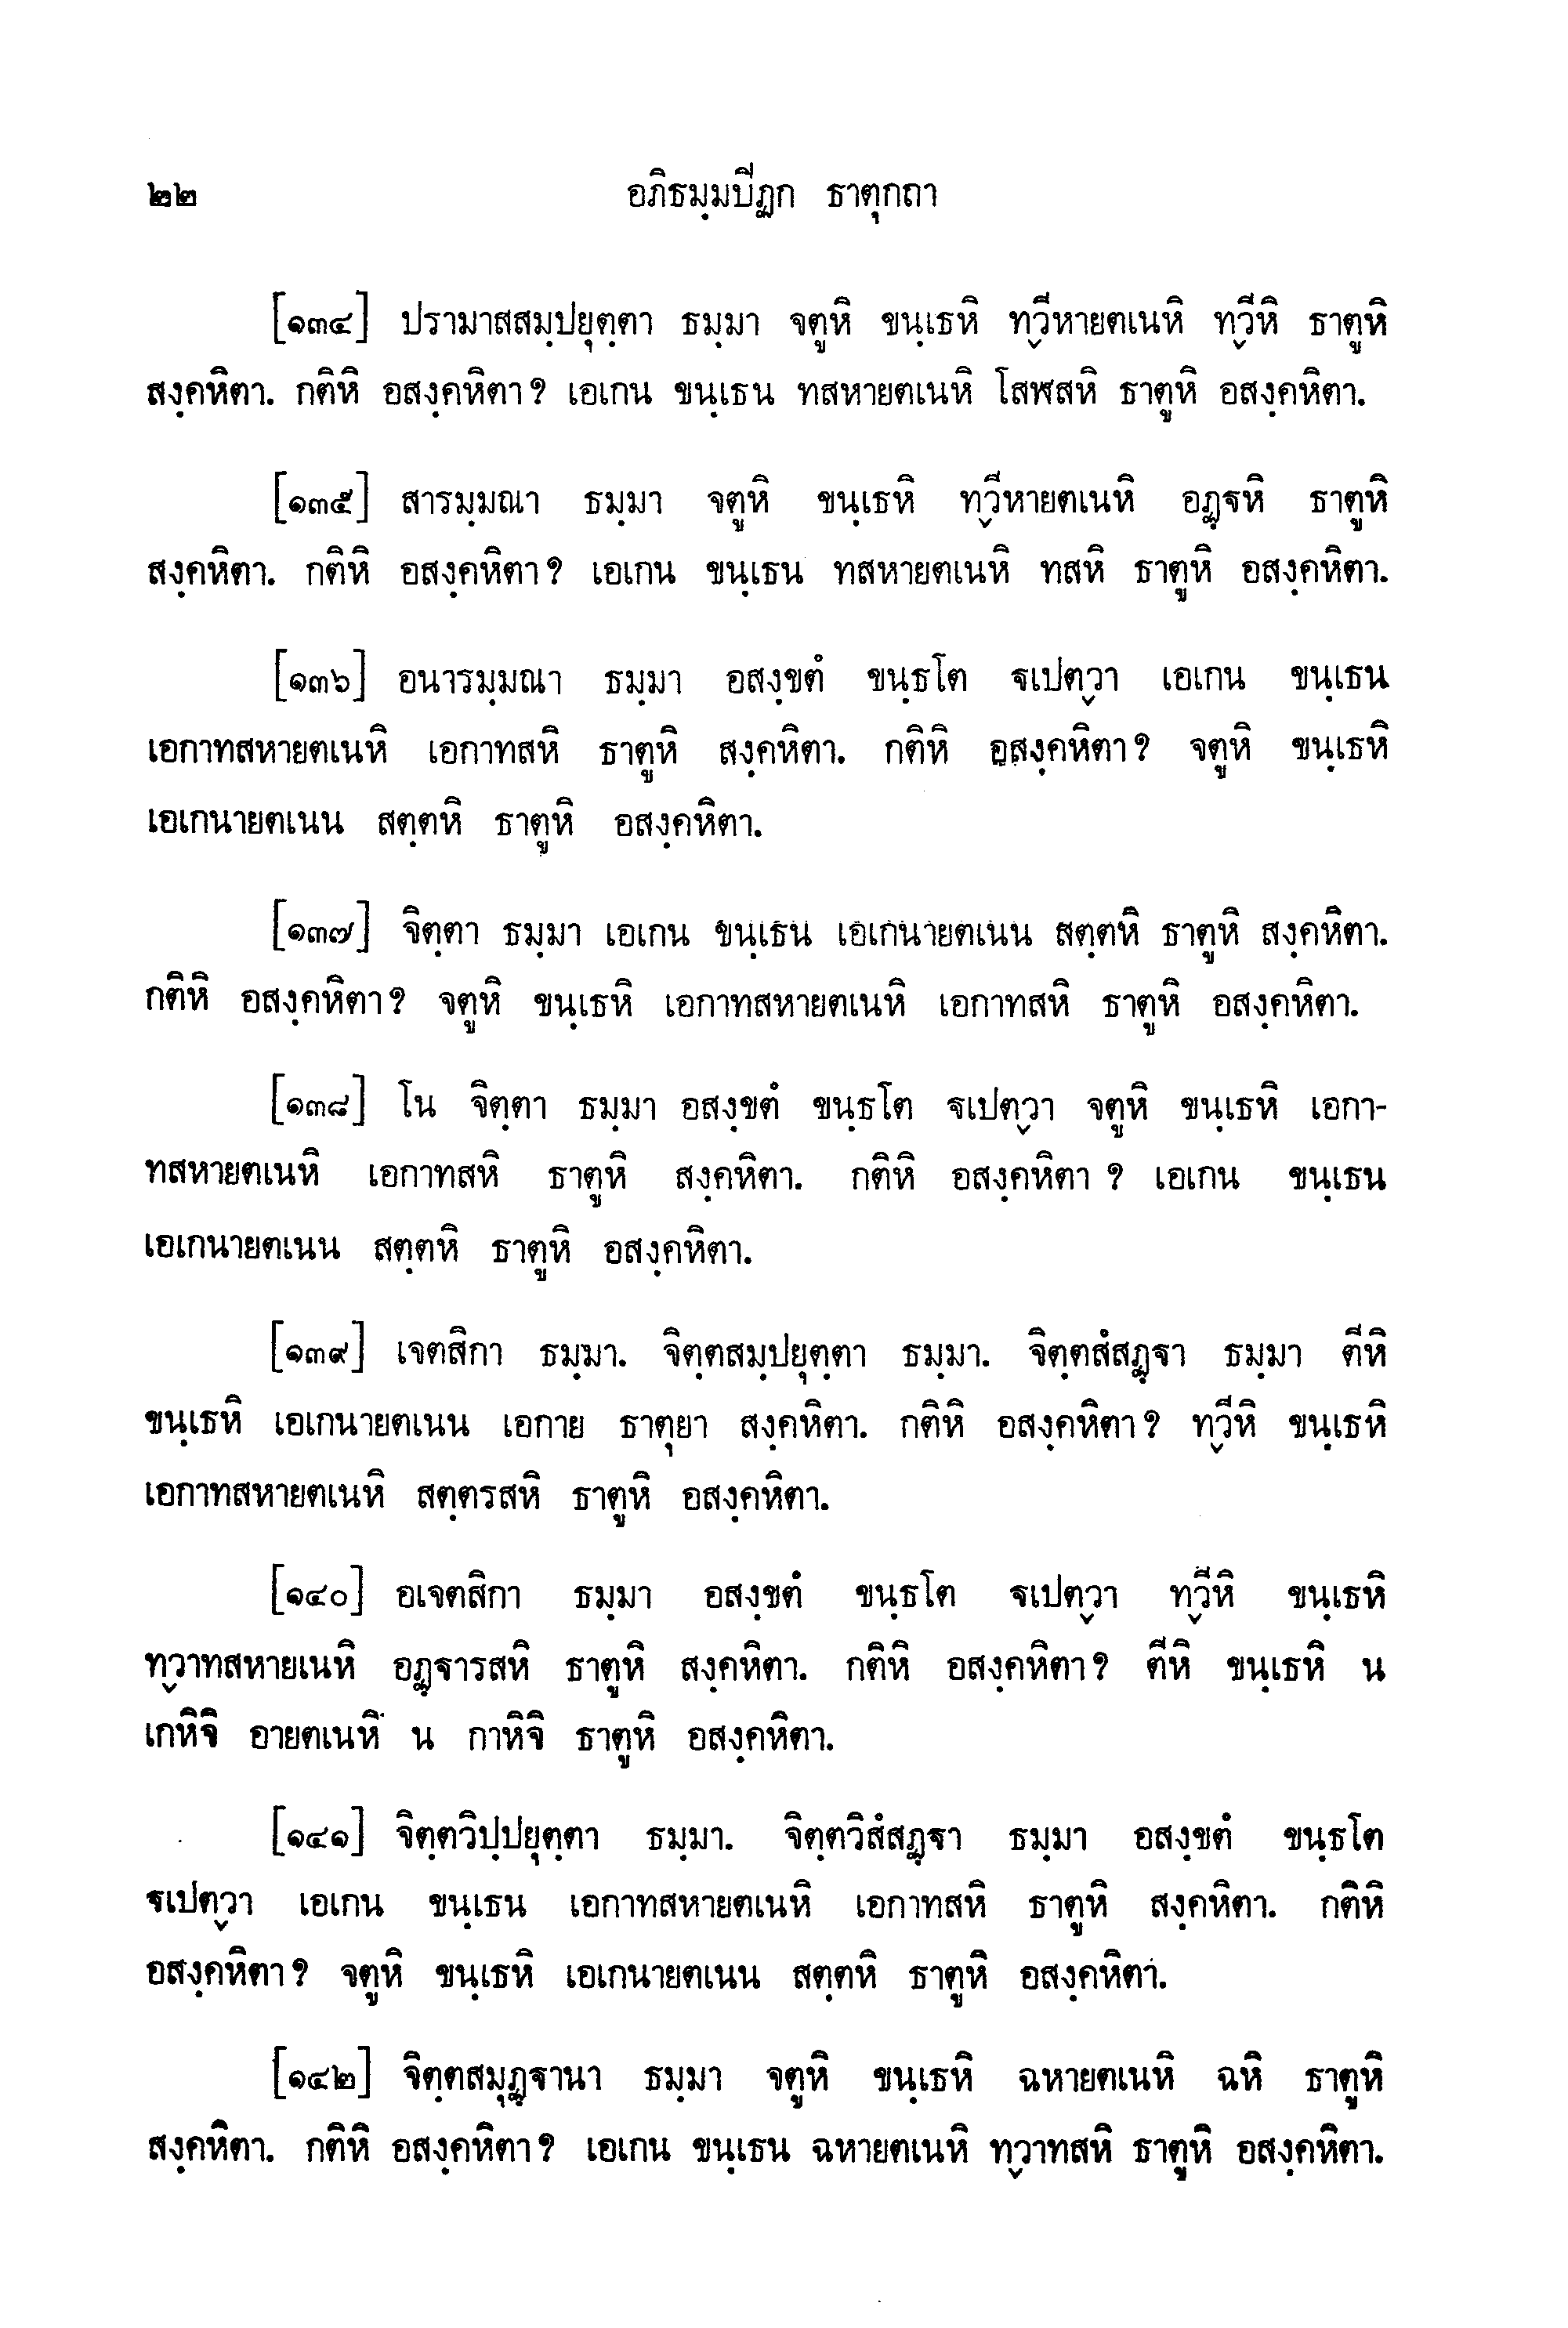 ๒๒ อภิธมฺมปีฏก ธาตุกถา
[๑๓๔] ปรามาสสมฺปยุตฺตา ธมฺมา จตูหิ ขนฺเธหิ ทฺวีหายตเนหิ ทฺวีหิ ธาตูหิ
สงฺคหิตา. กติหิ อสงฺคหิตา ? เอเกน ขนฺเธน ทสหายตเนหิ โสฬสหิ ธาตูหิ อสงฺคหิตา.
[๑๓๕] สารมฺมณา ธมฺมา จตูหิ ขนฺเธหิ ทฺวีหายตเนหิ อฏฺฐหิ ธาตูหิ
สงฺคหิตา. กติหิ อสงฺคหิตา ? เอเกน ขนฺเธน ทสหายตเนหิ ทสหิ ธาตูหิ อสงฺคหิตา.
[๑๓๖] อนารมฺมณา ธมฺมา อสงฺขตํ ขนฺธโต ฐเปตฺวา เอเกน ขนฺเธน
เอกาทสหายตเนหิ เอกาทสหิ ธาตูหิ สงฺคหิตา. กติหิ อสงฺคหิตา ? จตูหิ ขนฺเธหิ
เอเกนายตเนน สตฺตหิ ธาตูหิ อสงฺคหิตา.
[๑๓๗] จิตฺตา ธมฺมา เอเกน ขนฺเธน เอเกนายตเนน สตฺตหิ ธาตูหิ สงฺคหิตา.
กติหิ อสงฺคหิตา ? จตูหิ ขนฺเธหิ เอกาทสหายตเนหิ เอกาทสหิ ธาตูหิ อสงฺคหิตา.
[๑๓๘] โน จิตฺตา ธมฺมา อสงฺขตํ ขนฺธโต ฐเปตฺวา จตูหิ ขนฺเธหิ เอกา-
ทสหายตเนหิ เอกาทสหิ ธาตูหิ สงฺคหิตา. กติหิ อสงฺคหิตา ? เอเกน ขนฺเธน
เอเกนายตเนน สตฺตหิ ธาตูหิ อสงฺคหิตา.
[๑๓๙] เจตสิกา ธมฺมา. จิตฺตสมฺปยุตฺตา ธมฺมา. จิตฺตสํสฏฺฐา ธมฺมา ตีหิ
ขนฺเธหิ เอเกนายตเนน เอกาย ธาตุยา สงฺคหิตา. กติหิ อสงฺคหิตา ? ทฺวีหิ ขนฺเธหิ
เอกาทสหายตเนหิ สตฺตรสหิ ธาตูหิ อสงฺคหิตา.
[๑๔๐] อเจตสิกา ธมฺมา อสงฺขตํ ขนฺธโต ฐเปตฺวา ทฺวีหิ ขนฺเธหิ
ทฺวาทสหายเนหิ อฏฺฐารสหิ ธาตูหิ สงฺคหิตา. กติหิ อสงฺคหิตา ? ตีหิ ขนฺเธหิ น
เกหิจิ อายตเนหิ น กาหิจิ ธาตูหิ อสงฺคหิตา.
[๑๔๑] จิตฺตวิปฺปยุตฺตา ธมฺมา. จิตฺตวิสํสฏฺฐา ธมฺมา อสงฺขตํ ขนฺธโต
ฐเปตฺวา เอเกน ขนฺเธน เอกาทสหายตเนหิ เอกาทสหิ ธาตูหิ สงฺคหิตา. กติหิ
อสงฺคหิตา ? จตูหิ ขนฺเธหิ เอเกนายตเนน สตฺตหิ ธาตูหิ อสงฺคหิตา.
[๑๔๒] จิตฺตสมุฏฺฐานา ธมฺมา จตูหิ ขนฺเธหิ ฉหายตเนหิ ฉหิ ธาตูหิ
สงฺคหิตา. กติหิ อสงฺคหิตา ? เอเกน ขนฺเธน ฉหายตเนหิ ทฺวาทสหิ ธาตูหิ อสงฺคหิตา.